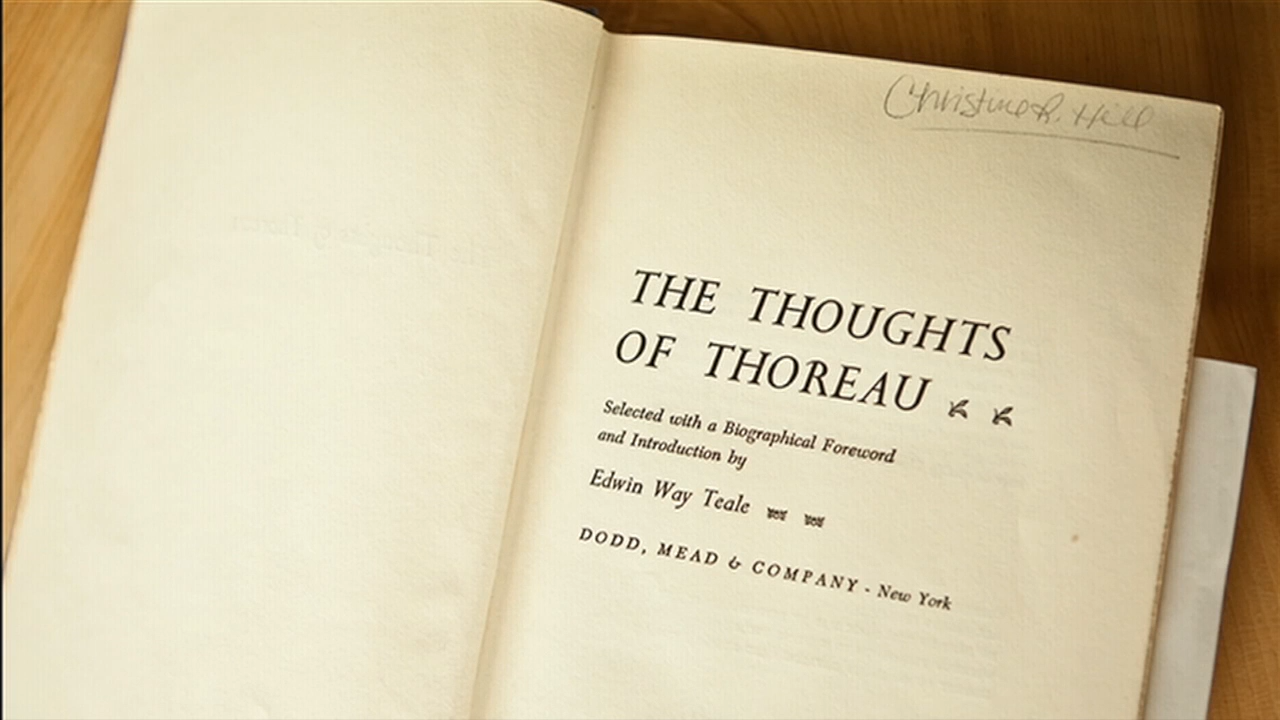 Christine R. Hill
THE THOUGHTS
OF THOREAU
Selected with a Biographical Foreword
and Introduction by
Edwin Way Teale
DODD, MEAD & COMPANY - New York